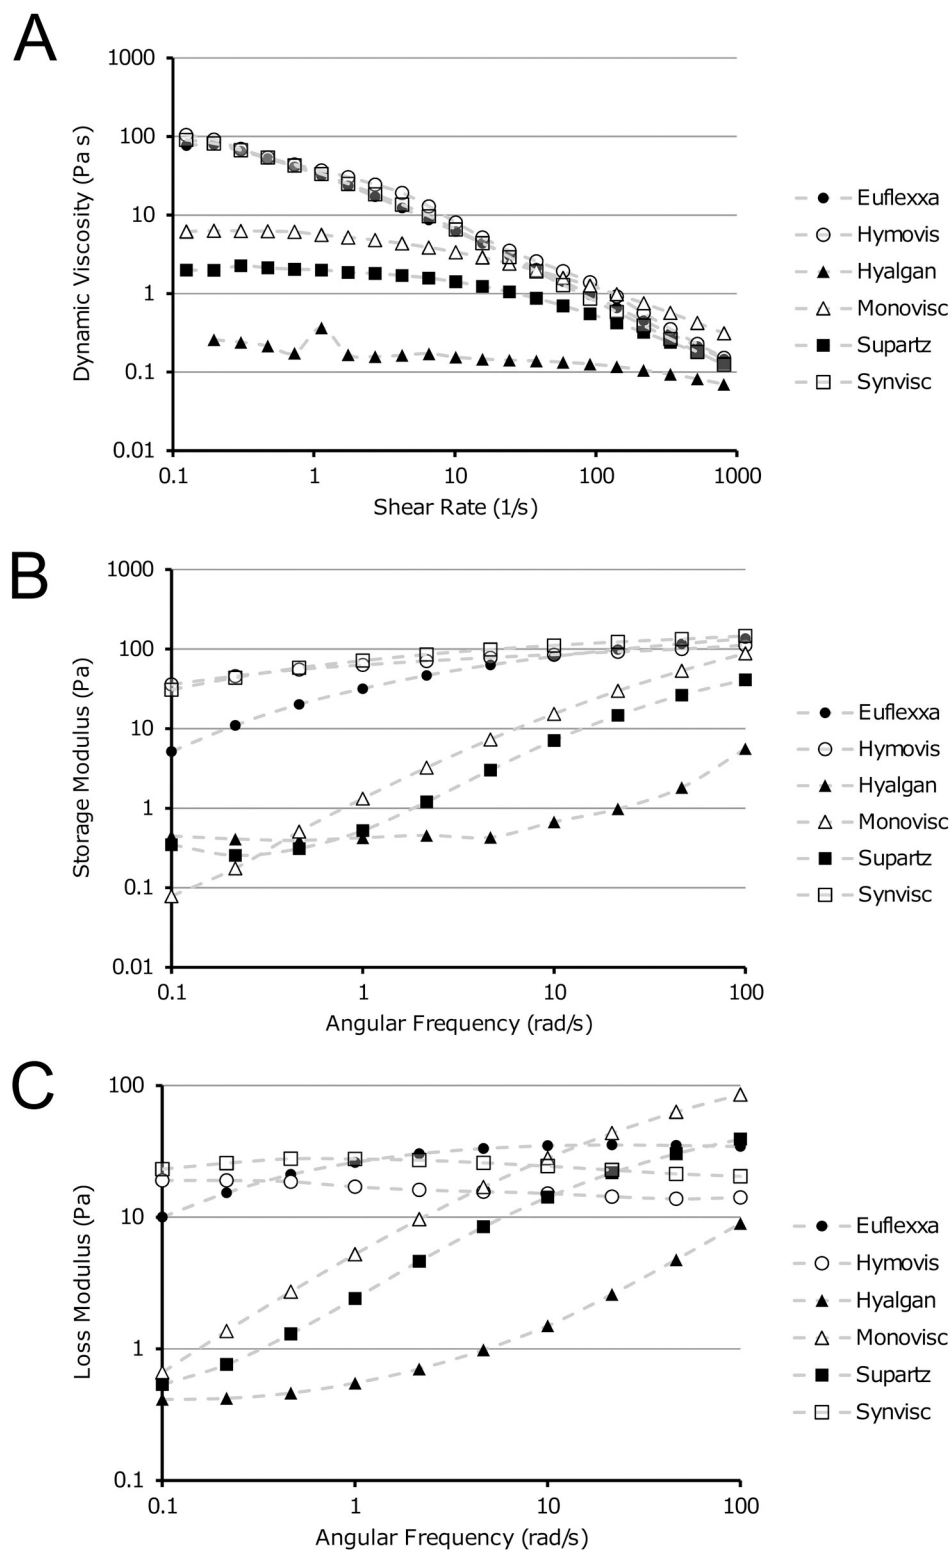 A
1000
100
10
1
0.1
0.01
Dynamic Viscosity (Pa s)
0.1 1 10 100 1000
Shear Rate (1/s)
Euflexxa
Hymovis
Hyalgan
Monovisc
Supartz
Synvisc
B
1000
100
10
1
0.1
0.01
Storage Modulus (Pa)
0.1 1 10 100
Angular Frequency (rad/s)
Euflexxa
Hymovis
Hyalgan
Monovisc
Supartz
Synvisc
C
100
10
1
0.1
Loss Modulus (Pa)
0.1 1 10 100
Angular Frequency (rad/s)
Euflexxa
Hymovis
Hyalgan
Monovisc
Supartz
Synvisc